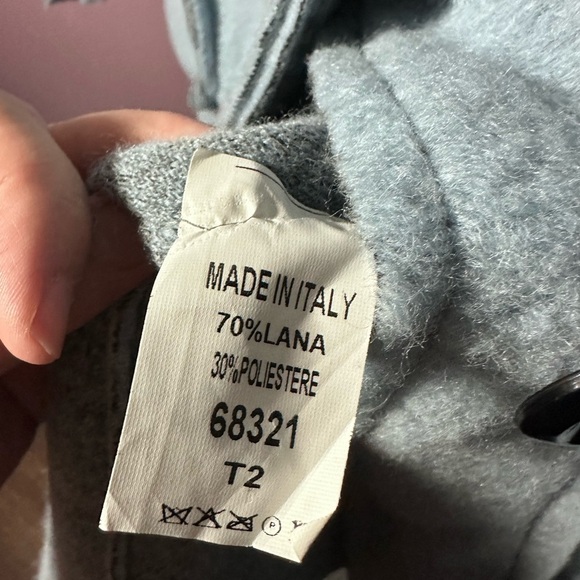 MADE IN ITALY
70%LANA
30%POLIESTERE
68321
T2
P